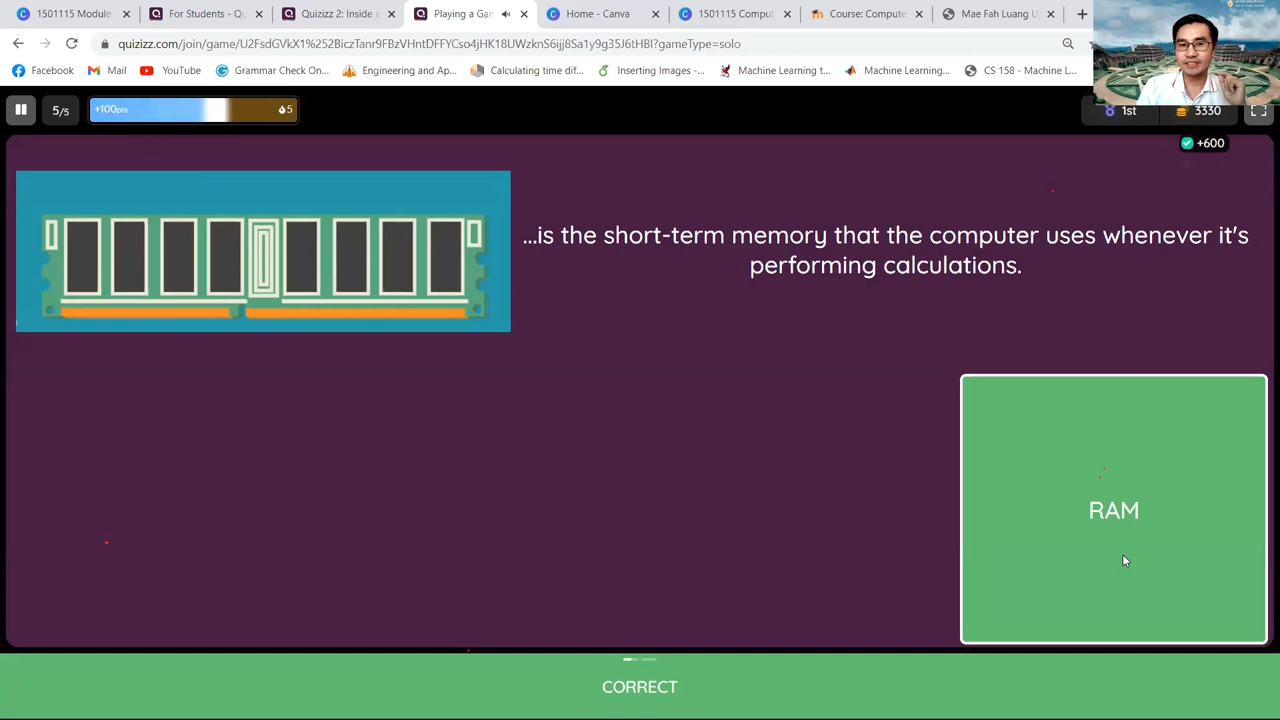 1501115 Module
For Students - Qu
Quizizz 2: Inside
Playing a Gam
Home - Canva
1501115 Comput
Course: Compute
Mae Fah Luang U
quizizz.com/join/game/
?gameType=solo
Facebook
Mail
YouTube
Grammar Check On...
Engineering and Ap...
Calculating time dif...
Inserting Images -...
Machine Learning t...
Machine Learning...
CS 158 - Machine L...
5/5
+100pts
5
1st
3330
+600
...is the short-term memory that the computer uses whenever it's
performing calculations.
RAM
CORRECT